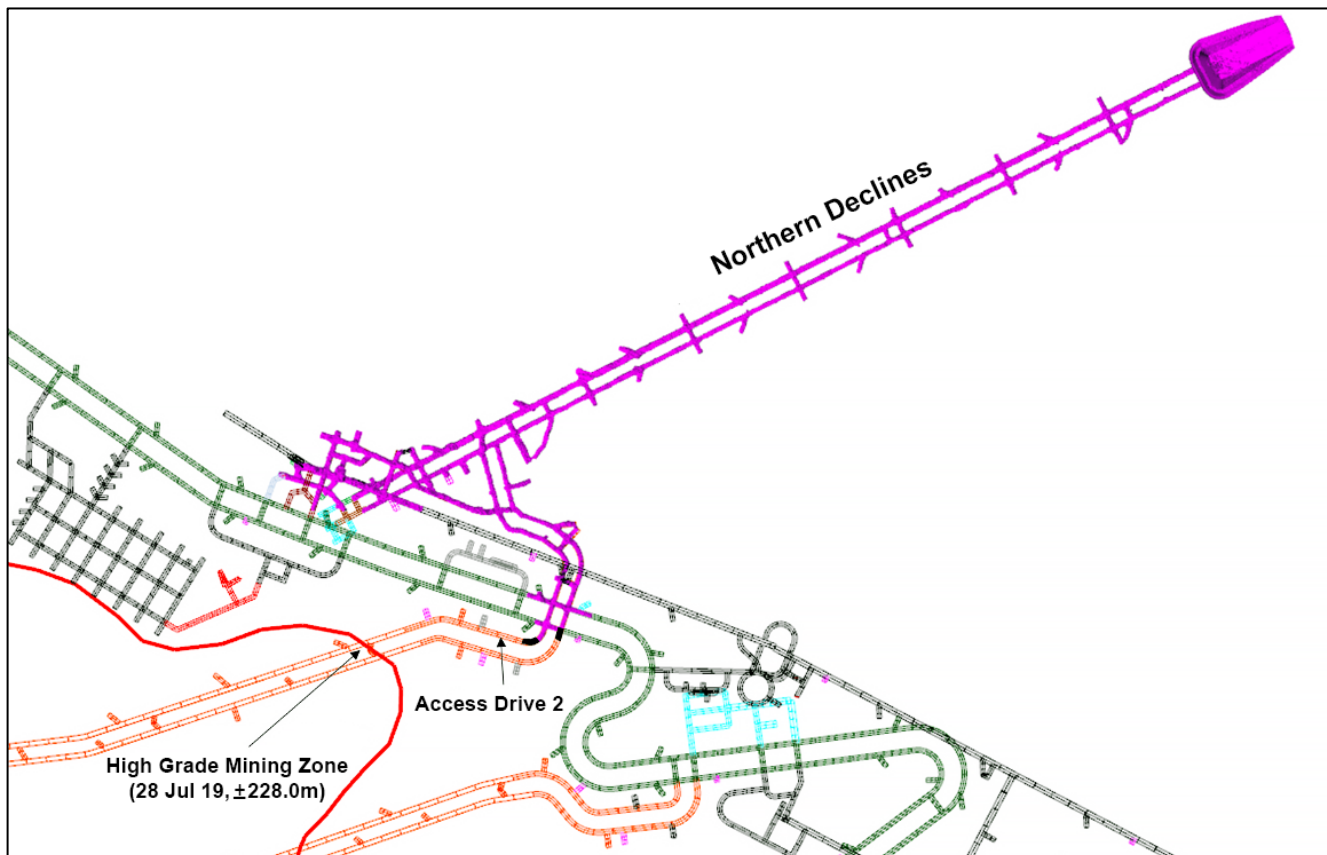 Northern Declines
Access Drive 2
High Grade Mining Zone
(28 Jul 19, ±228.0m)